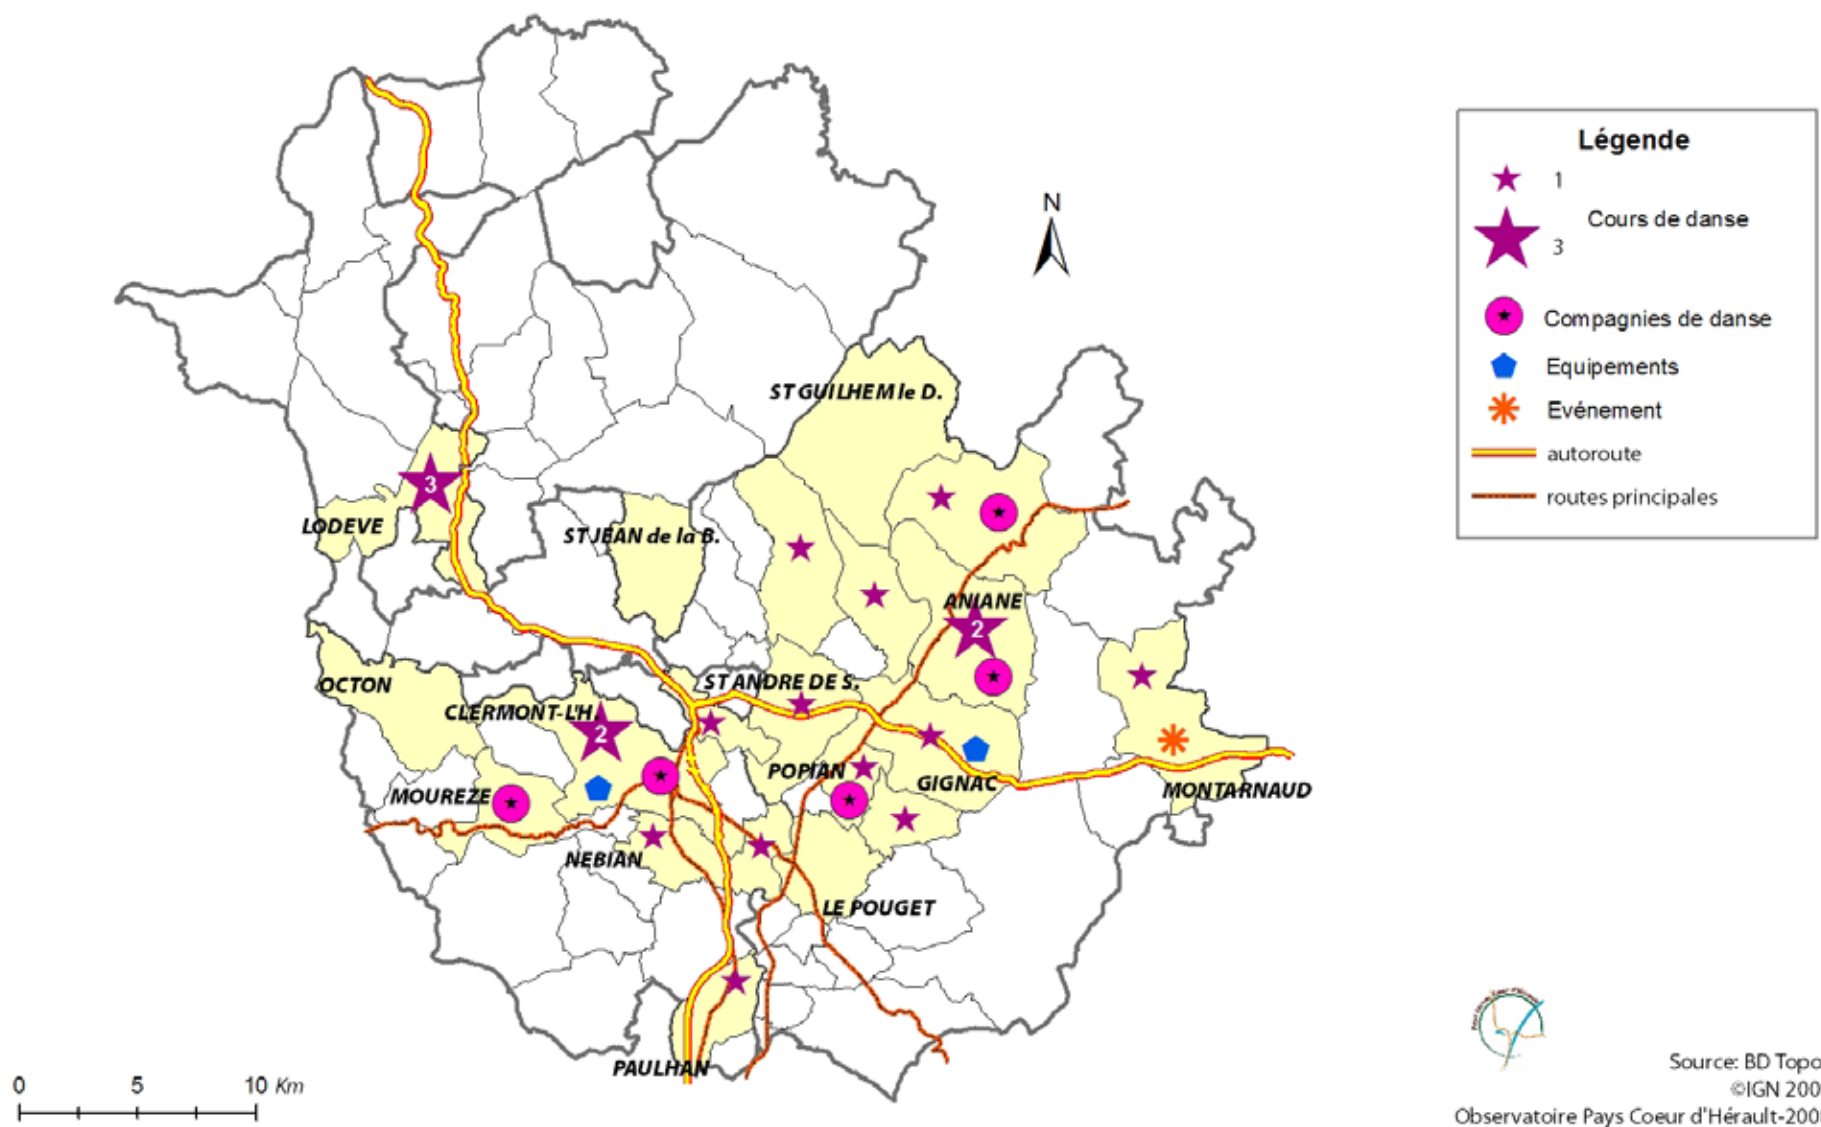 N
Légende
1
Cours de danse
3
Compagnies de danse
Equipements
Evénement
autoroute
routes principales
ST GUILHEM le D.
3
LODEVE
ST JEAN de la B.
ANIANE
2
OCTON
ST ANDRE DE S.
CLERMONT-L'H.
2
POPIAN
GIGNAC
MOUREZE
MONTARNAUD
NEBIAN
LE POUGET
PAULHAN
0 5 10 Km
Source: BD Topo
©IGN 200
Observatoire Pays Coeur d'Hérault-200